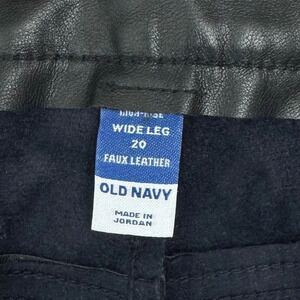 HIGH-RISE
WIDE LEG
20
FAUX LEATHER
OLD NAVY
MADE IN
JORDAN